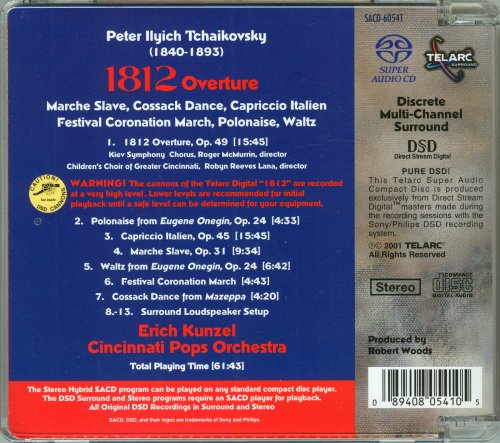 SACD-60541
Peter Ilyich Tchaikovsky
(1840-1893)
1812 Overture
Marche Slave, Cossack Dance, Capriccio Italien
Festival Coronation March, Polonaise, Waltz
1. 1812 Overture, Op. 49 [15:45]
Kiev Symphony Chorus, Roger McMurrin, director
Children's Choir of Greater Cincinnati, Robyn Reeves Lana, director
WARNING! The cannons of the Telarc Digital "1812" are recorded
at a very high level. Lower levels are recommended for initial
playback until a safe level can be determined for your equipment.
2. Polonaise from Eugene Onegin, Op. 24 [4:33]
3. Capriccio Italien, Op. 45 [15:45]
4. Marche Slave, Op. 31 [9:34]
5. Waltz from Eugene Onegin, Op. 24 [6:42]
6. Festival Coronation March [4:43]
7. Cossack Dance from Mazeppa [4:20]
8.-13. Surround Loudspeaker Setup
Erich Kunzel
Cincinnati Pops Orchestra
Total Playing Time [61:43]
The Stereo Hybrid SACD program can be played on any standard compact disc player.
The DSD Surround and Stereo programs require an SACD player for playback.
All Original DSD Recordings in Surround and Stereo
SACD, DSD, and their logos are trademarks of Sony and Philips.
CAUTION!
DSD CANNONS
SUPER AUDIO CD
TELARC
SURROUND
Discrete
Multi-Channel
Surround
DSD
Direct Stream Digital
PURE DSD!
This Telarc Super Audio
Compact Disc is produced
exclusively from Direct Stream
Digital™ masters made during
the recording sessions with the
Sony/Philips DSD recording
system.
℗© 2001 TELARC®
All Rights Reserved
Stereo
COMPACT
disc
DIGITAL AUDIO
Produced by
Robert Woods
0 89408 05410 5